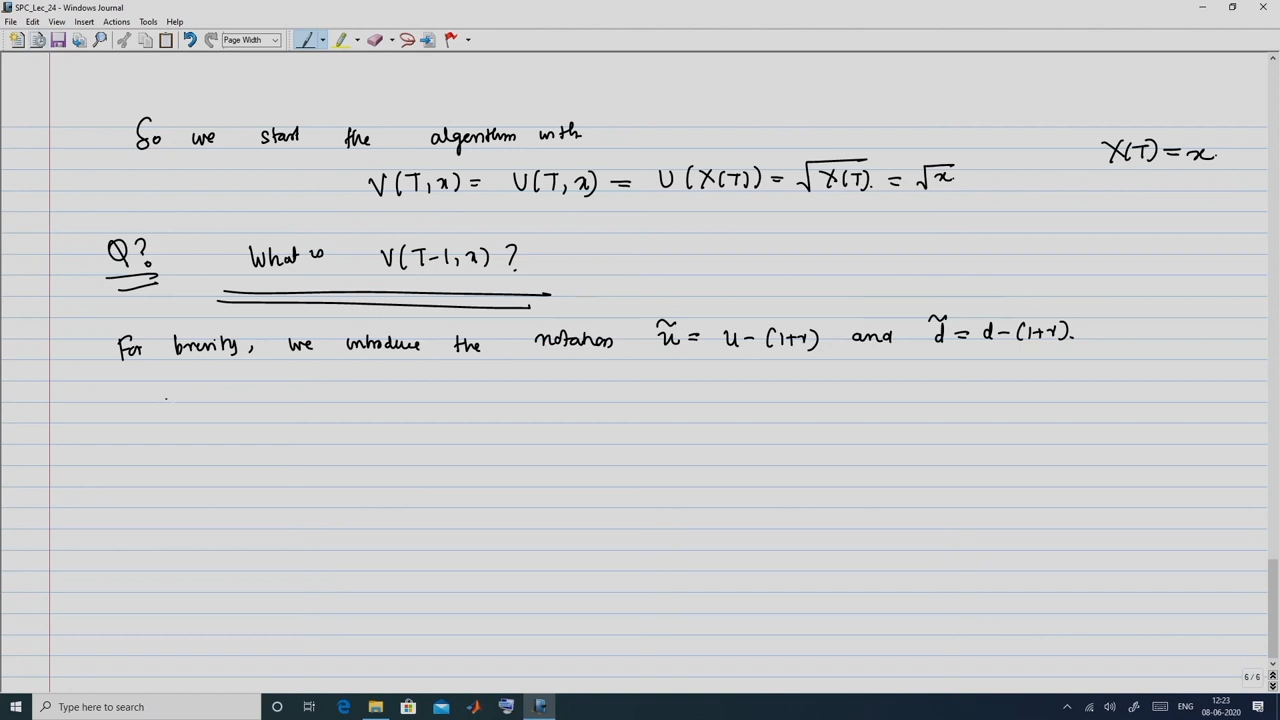 SPC_Lec_24 - Windows Journal
File Edit View Insert Actions Tools Help
Page Width
So we start the algorithm with
X(T) = x.
V(T,x) = U(T,x) = U(X(T)) = √X(T). = √x.
Q? What is V(T-1,x)?
For brevity, we introduce the notations ũ = u - (1+r) and d̃ = d - (1+r).
6 / 6
Type here to search
ENG
12:23
08-06-2020